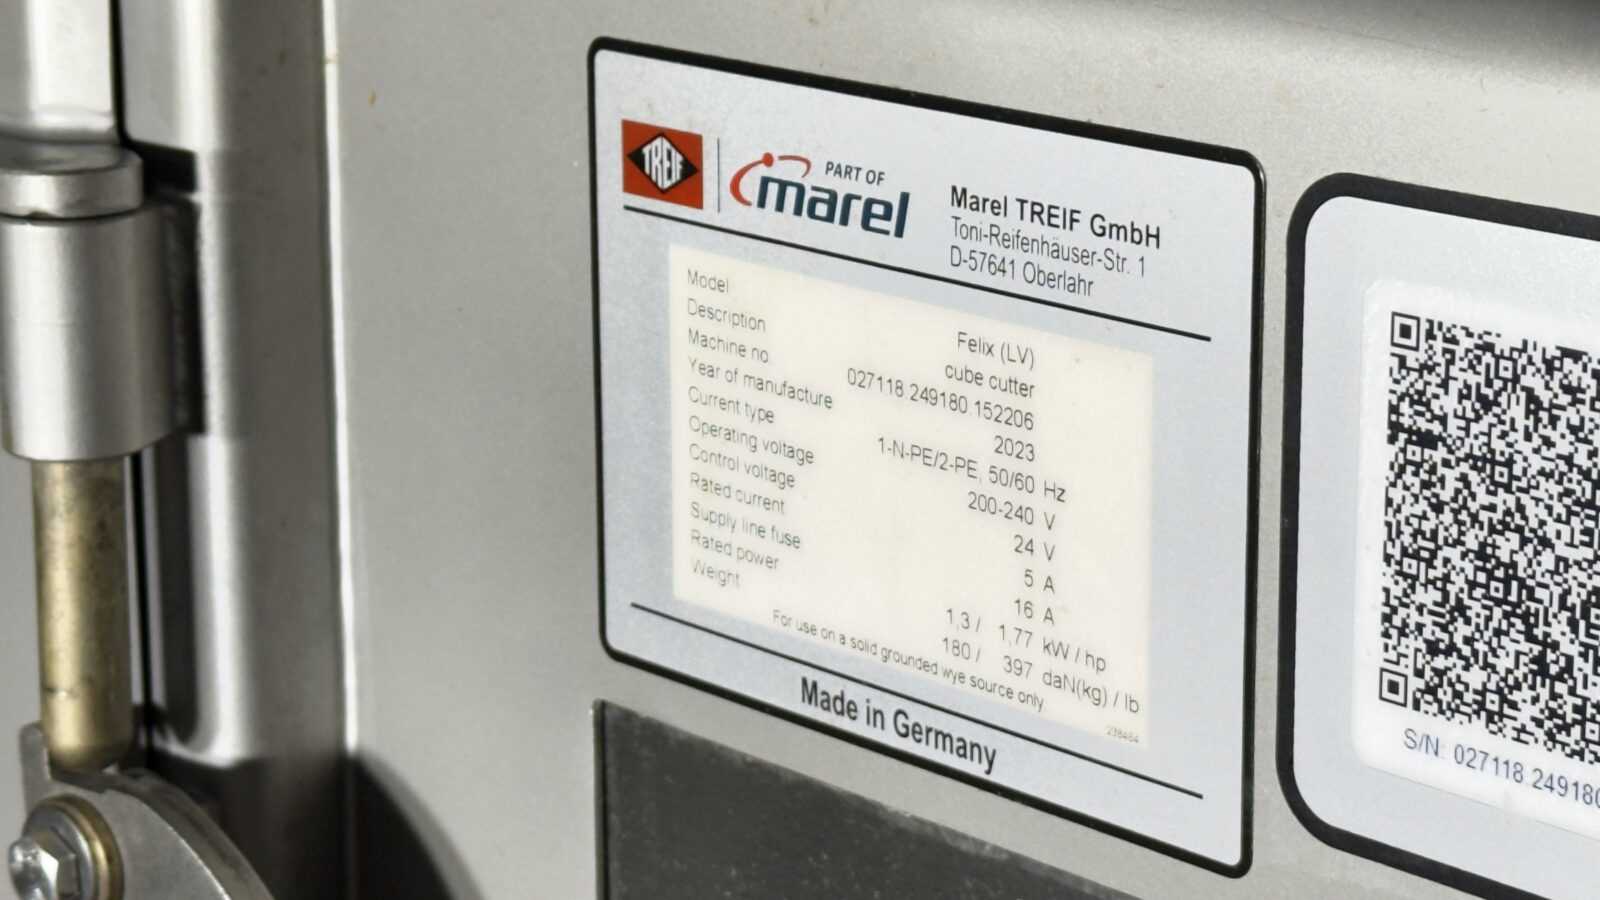 TREIF
PART OF
marel
Marel TREIF GmbH
Toni-Reifenhäuser-Str. 1
D-57641 Oberlahr
Model Felix (LV)
Description cube cutter
Machine no. 027118.249180.152206
Year of manufacture 2023
Current type 1-N-PE/2-PE, 50/60 Hz
Operating voltage 200-240 V
Control voltage 24 V
Rated current 5 A
Supply line fuse 16 A
Rated power 1,3 / 1,77 kW / hp
Weight 180 / 397 daN(kg) / lb
For use on a solid grounded wye source only
238484
Made in Germany
S/N: 027118.249180